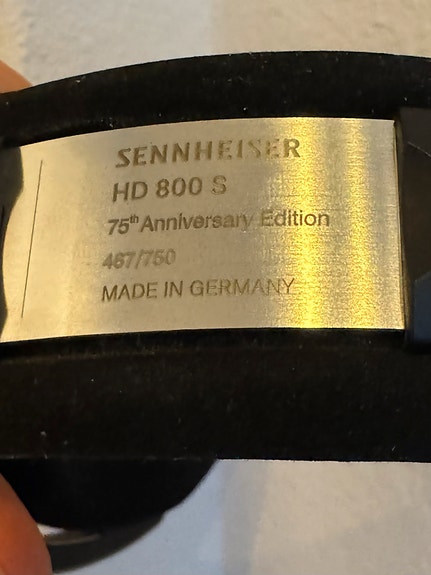 SENNHEISER
HD 800 S
75th Anniversary Edition
467/750
MADE IN GERMANY